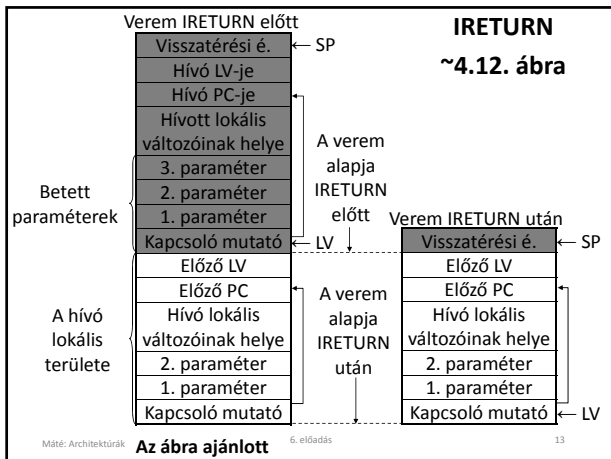 Verem IRETURN előtt
IRETURN
~4.12. ábra
Visszatérési é.
SP
Hívó LV-je
Hívó PC-je
Hívott lokális
változóinak helye
3. paraméter
2. paraméter
1. paraméter
Kapcsoló mutató
LV
Betett
paraméterek
A verem
alapja
IRETURN
előtt
Előző LV
Előző PC
Hívó lokális
változóinak helye
2. paraméter
1. paraméter
Kapcsoló mutató
A hívó
lokális
területe
A verem
alapja
IRETURN
után
Verem IRETURN után
Visszatérési é.
SP
Előző LV
Előző PC
Hívó lokális
változóinak helye
2. paraméter
1. paraméter
Kapcsoló mutató
LV
Máté: Architektúrák
Az ábra ajánlott
6. előadás
13